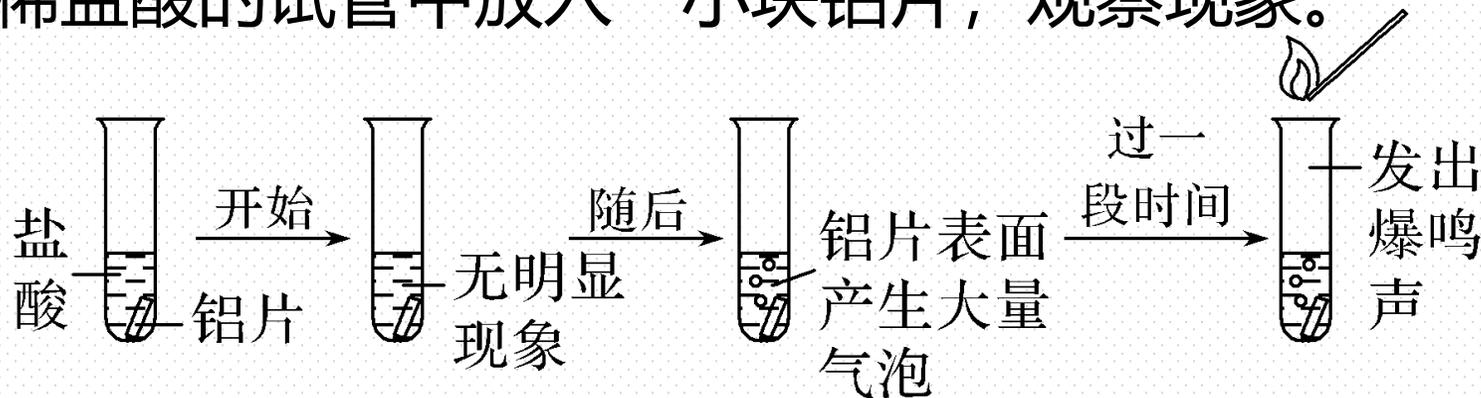 稀盐酸的试管中放入一小块铝片，观察现象。
盐
酸
铝片
开始
无明显
现象
随后
铝片表面
产生大量
气泡
过一
段时间
发出
爆鸣
声